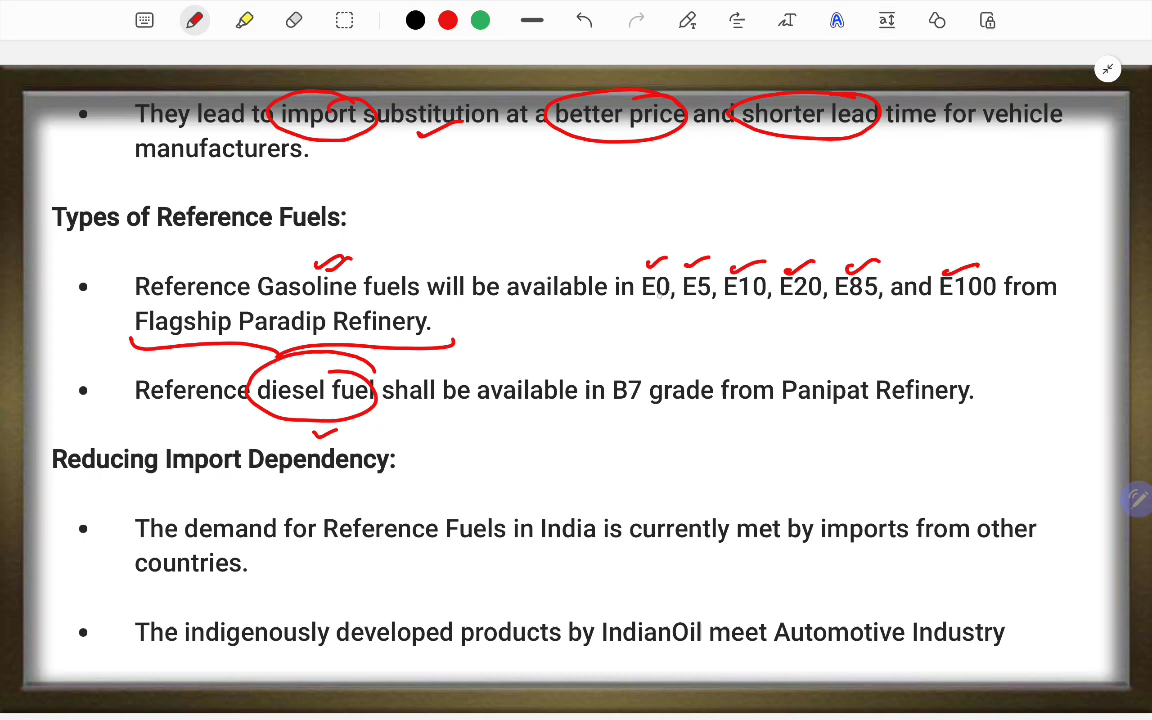 They lead to import substitution at a better price and shorter lead time for vehicle
manufacturers.
Types of Reference Fuels:
Reference Gasoline fuels will be available in E0, E5, E10, E20, E85, and E100 from
Flagship Paradip Refinery.
Reference diesel fuel shall be available in B7 grade from Panipat Refinery.
Reducing Import Dependency:
The demand for Reference Fuels in India is currently met by imports from other
countries.
The indigenously developed products by IndianOil meet Automotive Industry